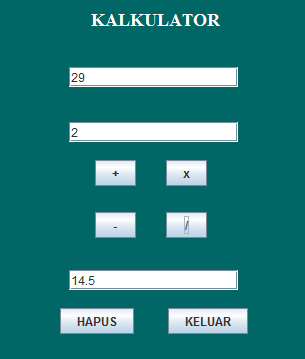 KALKULATOR
29
2
+ x
- /
14.5
HAPUS KELUAR